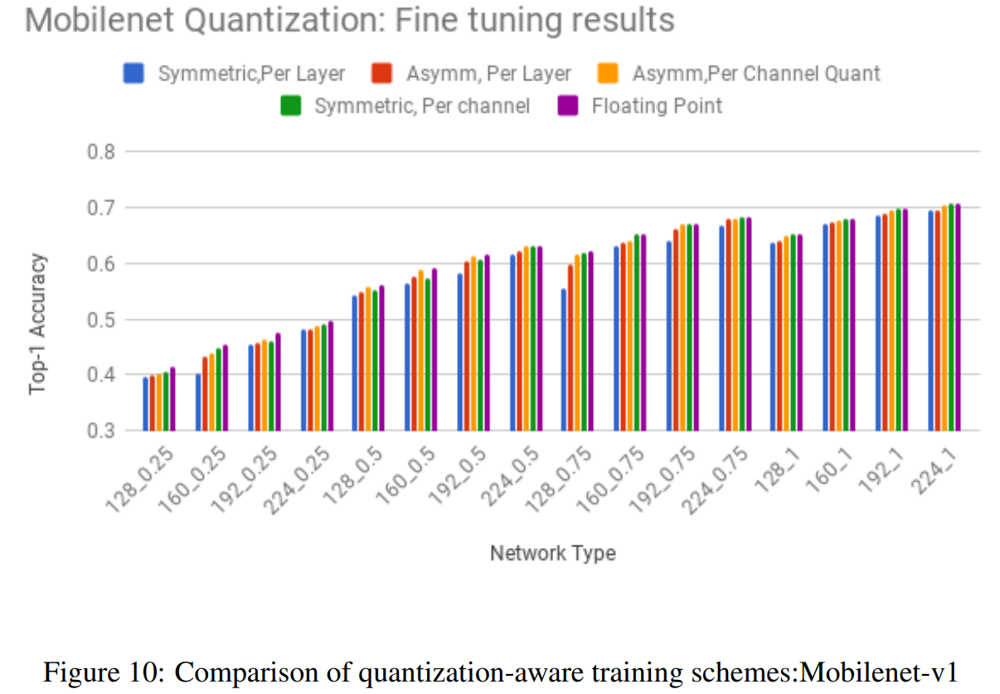 Mobilenet Quantization: Fine tuning results
Symmetric,Per Layer
Asymm, Per Layer
Asymm,Per Channel Quant
Symmetric, Per channel
Floating Point
0.8
0.7
0.6
0.5
0.4
0.3
Top-1 Accuracy
128_0.25
160_0.25
192_0.25
224_0.25
128_0.5
160_0.5
192_0.5
224_0.5
128_0.75
160_0.75
192_0.75
224_0.75
128_1
160_1
192_1
224_1
Network Type
Figure 10: Comparison of quantization-aware training schemes:Mobilenet-v1